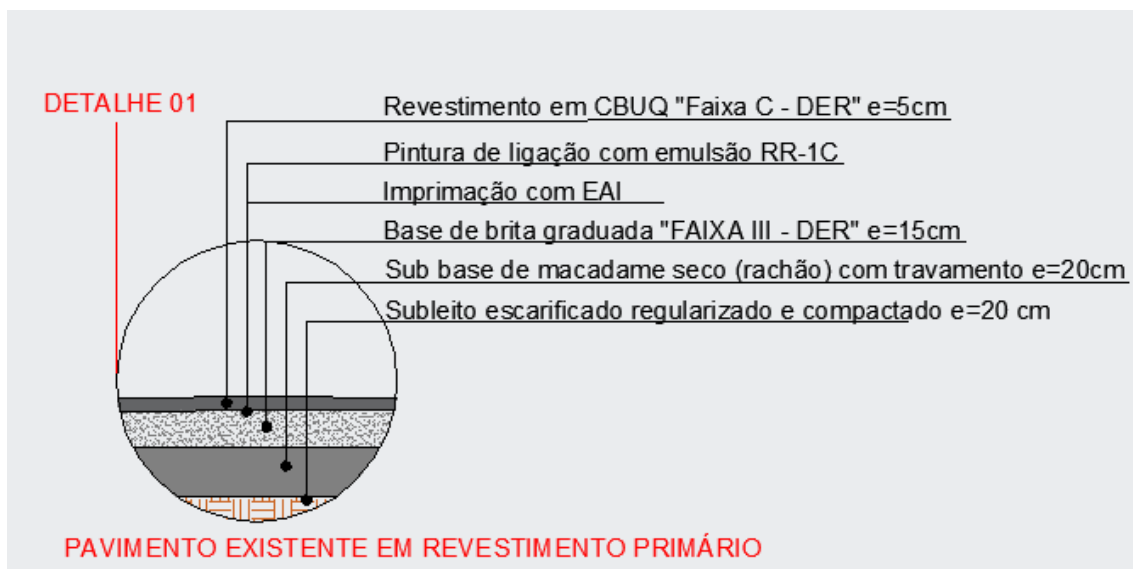 DETALHE 01
Revestimento em CBUQ "Faixa C - DER" e=5cm
Pintura de ligação com emulsão RR-1C
Imprimação com EAI
Base de brita graduada "FAIXA III - DER" e=15cm
Sub base de macadame seco (rachão) com travamento e=20cm
Subleito escarificado regularizado e compactado e=20 cm
PAVIMENTO EXISTENTE EM REVESTIMENTO PRIMÁRIO